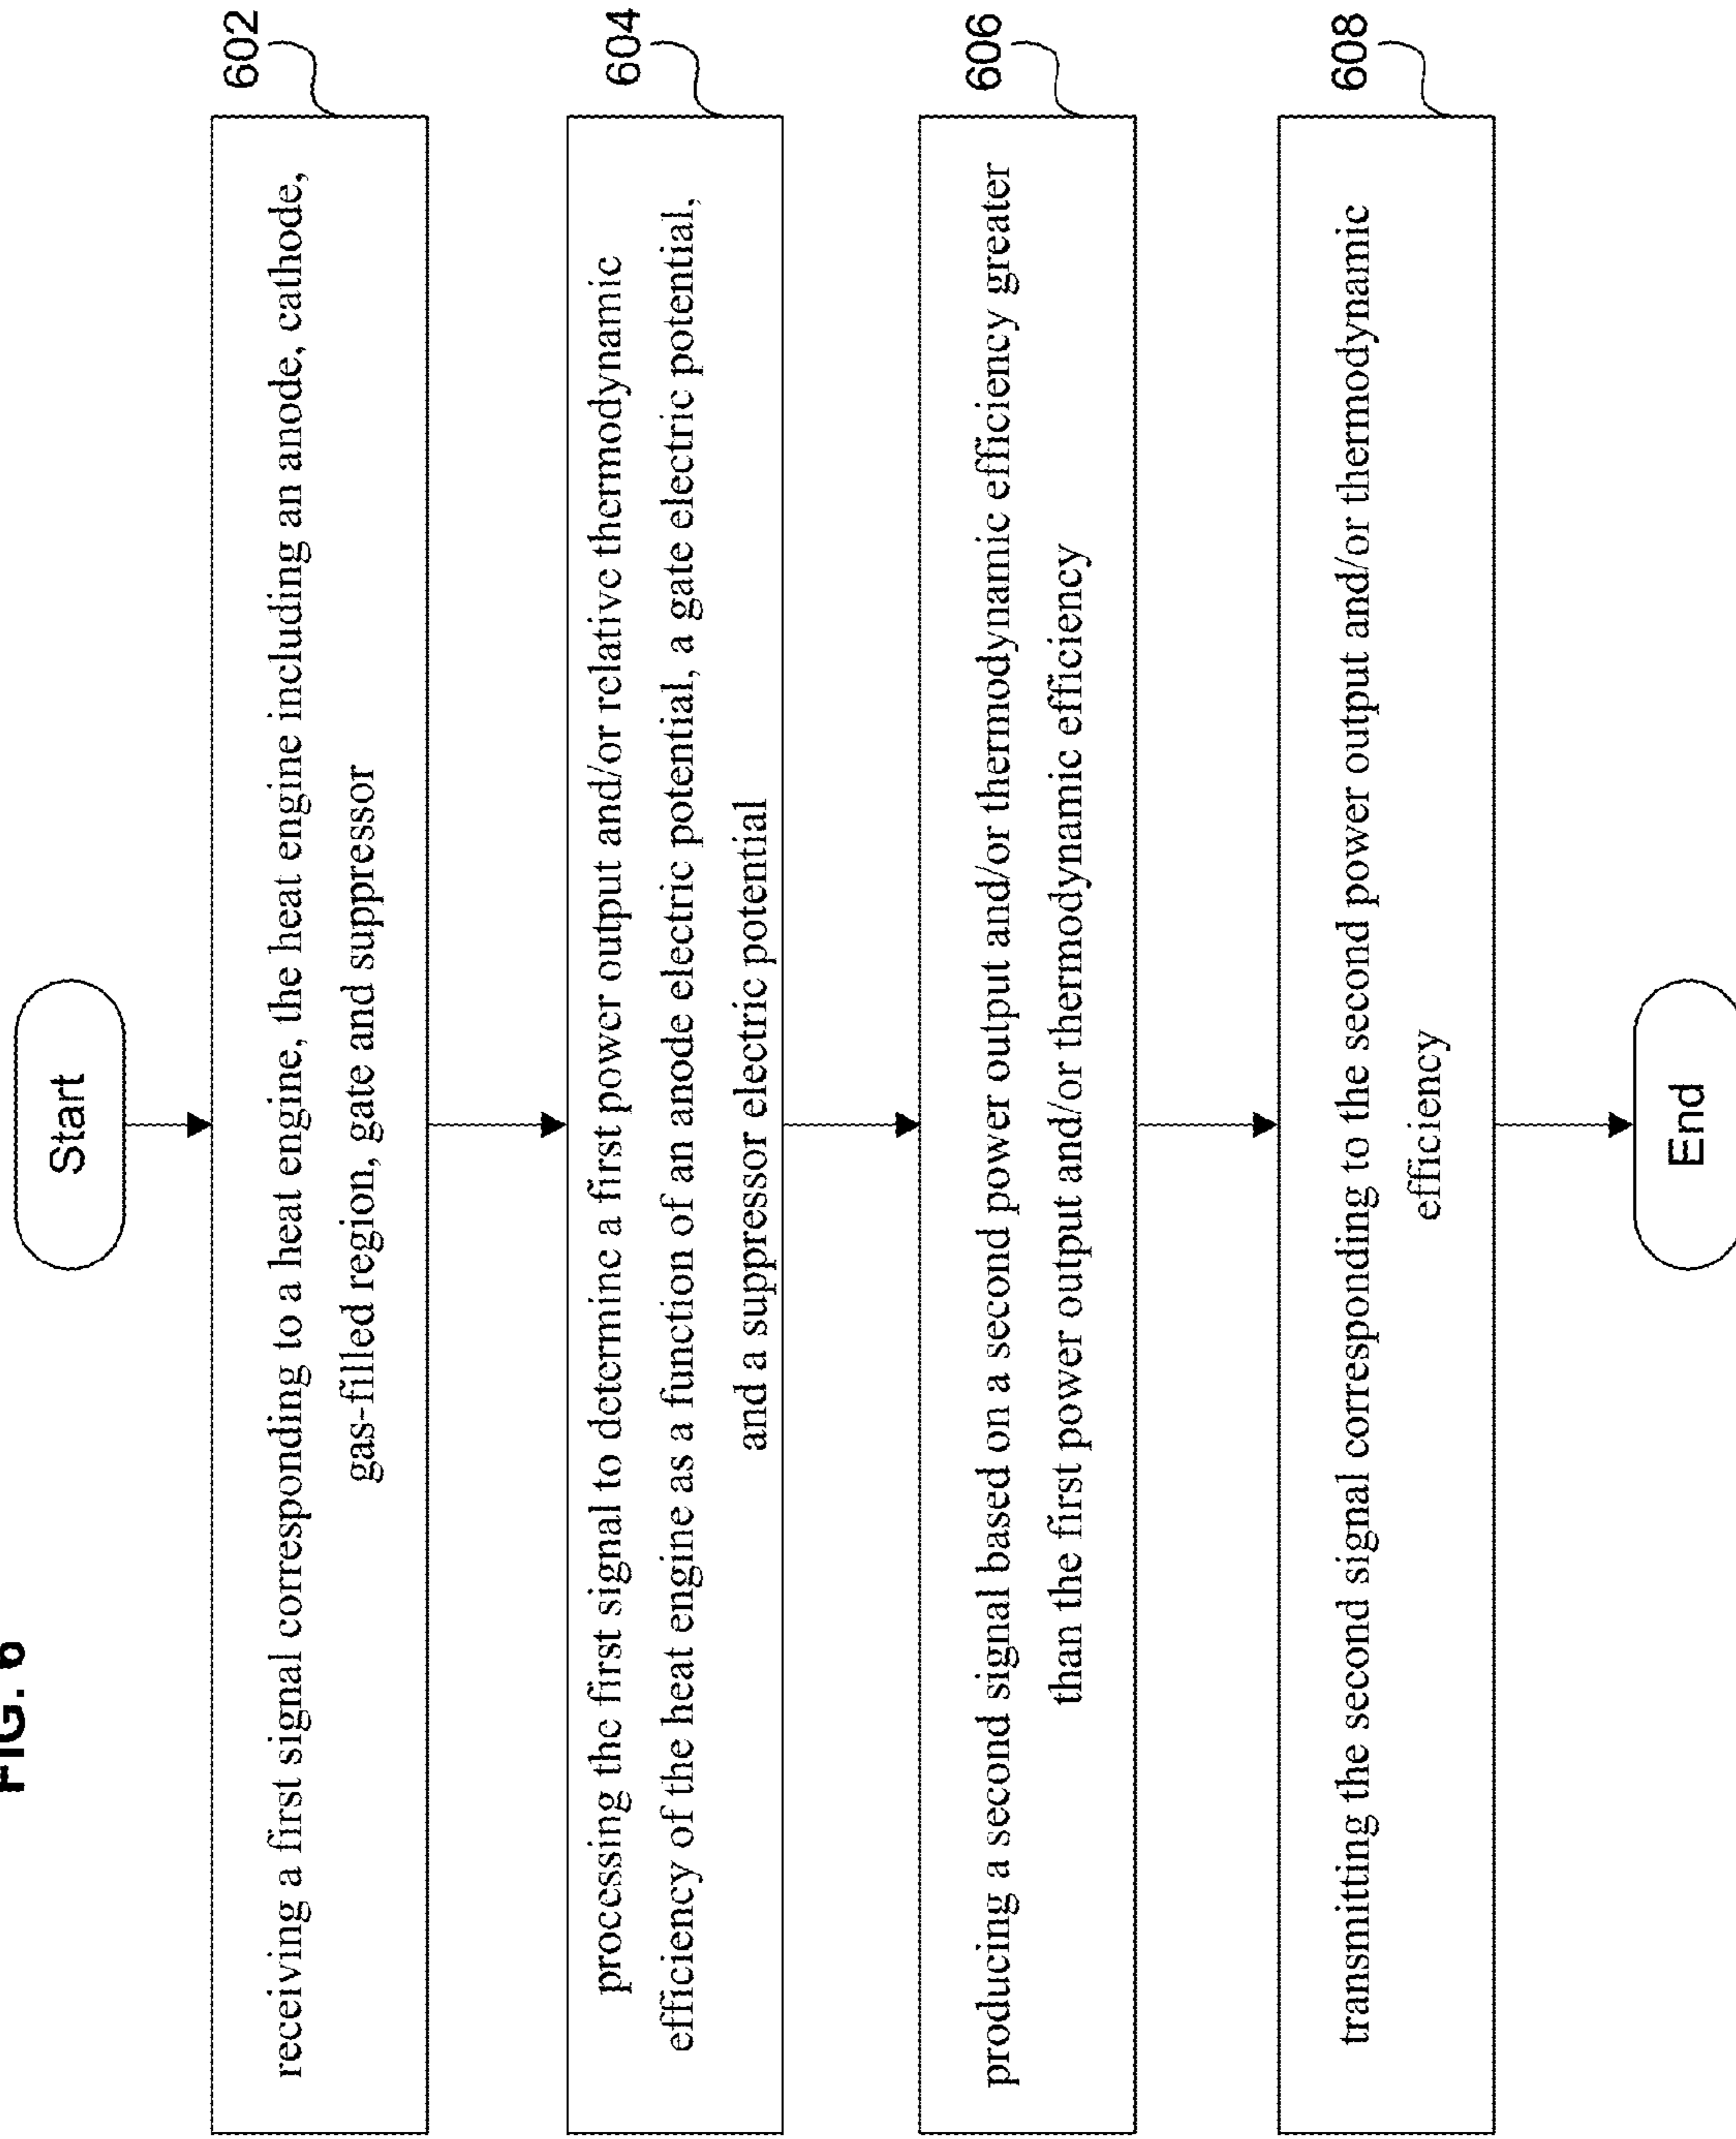 FIG. 6
Start
602
receiving a first signal corresponding to a heat engine, the heat engine including an anode, cathode,
gas-filled region, gate and suppressor
604
processing the first signal to determine a first power output and/or relative thermodynamic
efficiency of the heat engine as a function of an anode electric potential, a gate electric potential,
and a suppressor electric potential
606
producing a second signal based on a second power output and/or thermodynamic efficiency greater
than the first power output and/or thermodynamic efficiency
608
transmitting the second signal corresponding to the second power output and/or thermodynamic
efficiency
End